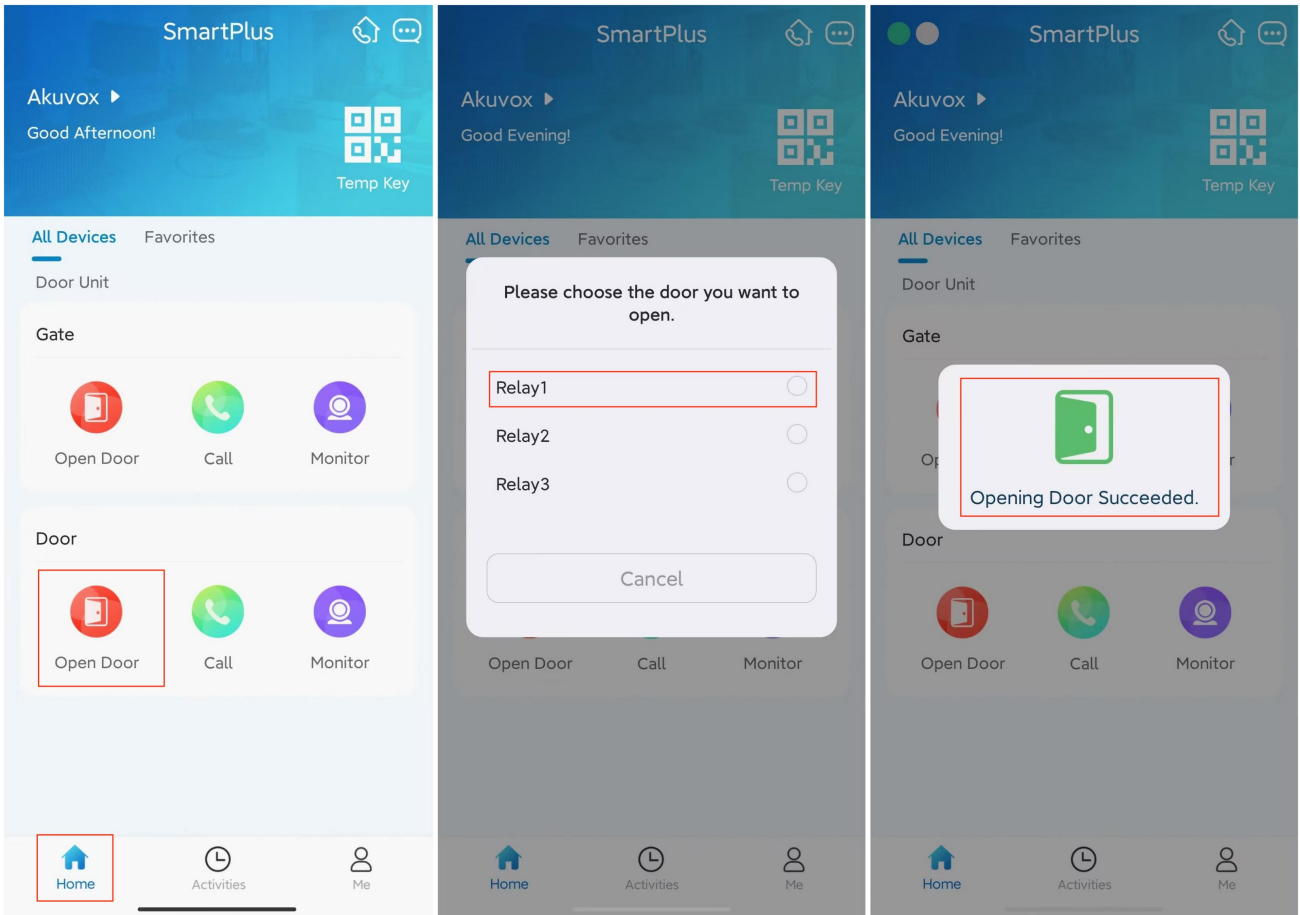 SmartPlus
Akuvox
Good Afternoon!
Temp Key
All Devices Favorites
Door Unit
Gate
Open Door Call Monitor
Door
Open Door Call Monitor
Home Activities Me
SmartPlus
Akuvox
Good Evening!
Temp Key
All Devices Favorites
Please choose the door you want to
open.
Relay1
Relay2
Relay3
Cancel
Open Door Call Monitor
Home Activities Me
SmartPlus
Akuvox
Good Evening!
Temp Key
All Devices Favorites
Door Unit
Gate
Opening Door Succeeded.
Door
Open Door Call Monitor
Home Activities Me